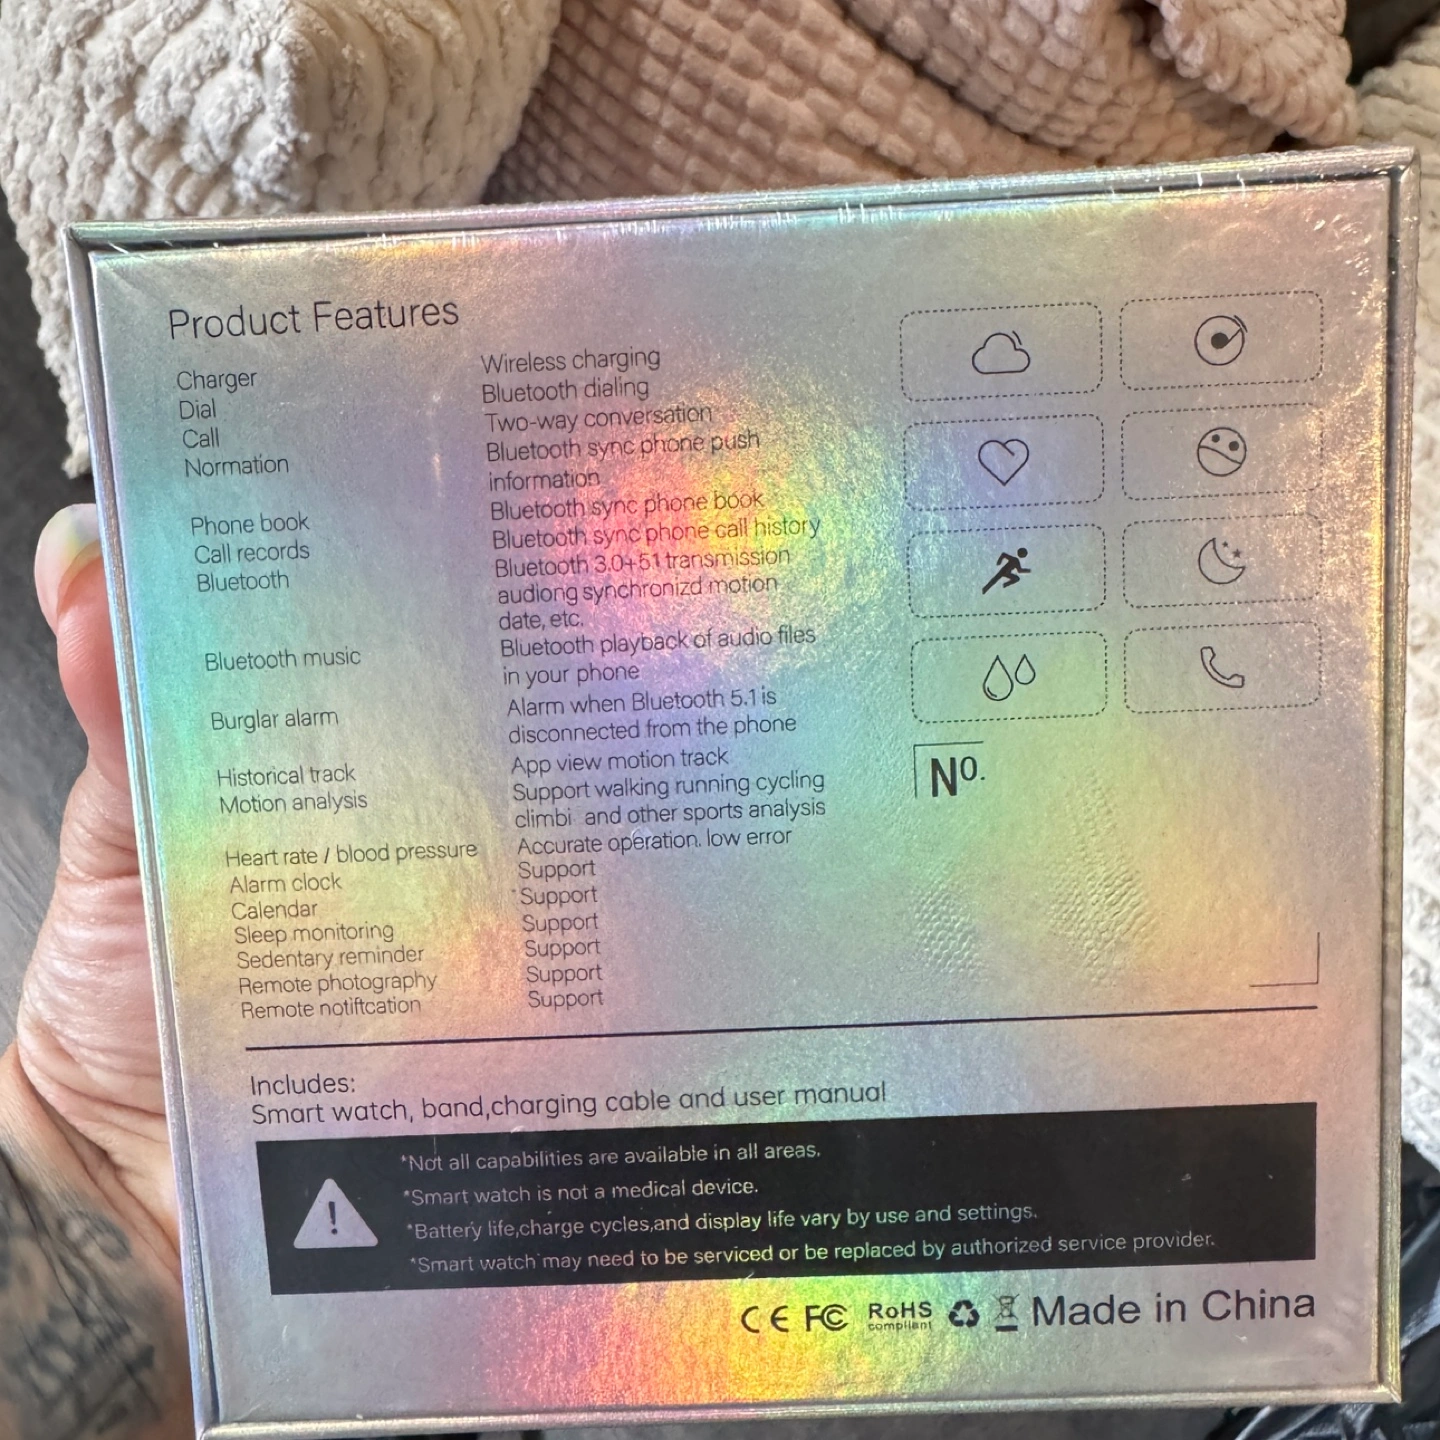 Product Features
Charger Wireless charging
Dial Bluetooth dialing
Call Two-way conversation
Normation Bluetooth sync phone push
information
Phone book Bluetooth sync phone book
Call records Bluetooth sync phone call history
Bluetooth Bluetooth 3.0+51 transmission
audiong synchronizd motion
date, etc.
Bluetooth music Bluetooth playback of audio files
in your phone
Burglar alarm Alarm when Bluetooth 5.1 is
disconnected from the phone
Historical track App view motion track
Motion analysis Support walking running cycling
climbi and other sports analysis
Heart rate / blood pressure Accurate operation. low error
Alarm clock Support
Calendar Support
Sleep monitoring Support
Sedentary reminder Support
Remote photography Support
Remote notiftcation Support
No.
Includes:
Smart watch, band,charging cable and user manual
*Not all capabilities are available in all areas.
*Smart watch is not a medical device.
*Battery life,charge cycles,and display life vary by use and settings.
*Smart watch may need to be serviced or be replaced by authorized service provider.
CE FC RoHS Made in China
compliant